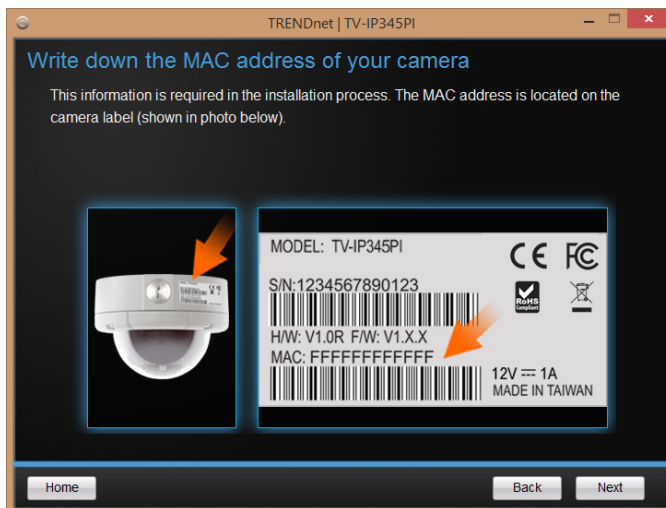 TRENDnet | TV-IP345PI
Write down the MAC address of your camera
This information is required in the installation process. The MAC address is located on the
camera label (shown in photo below).
MODEL: TV-IP345PI
CE FC
S/N:1234567890123
RoHS
Compliant
H/W: V1.0R F/W: V1.X.X
MAC: FFFFFFFFFFFF
12V ⎓ 1A
MADE IN TAIWAN
Home
Back
Next